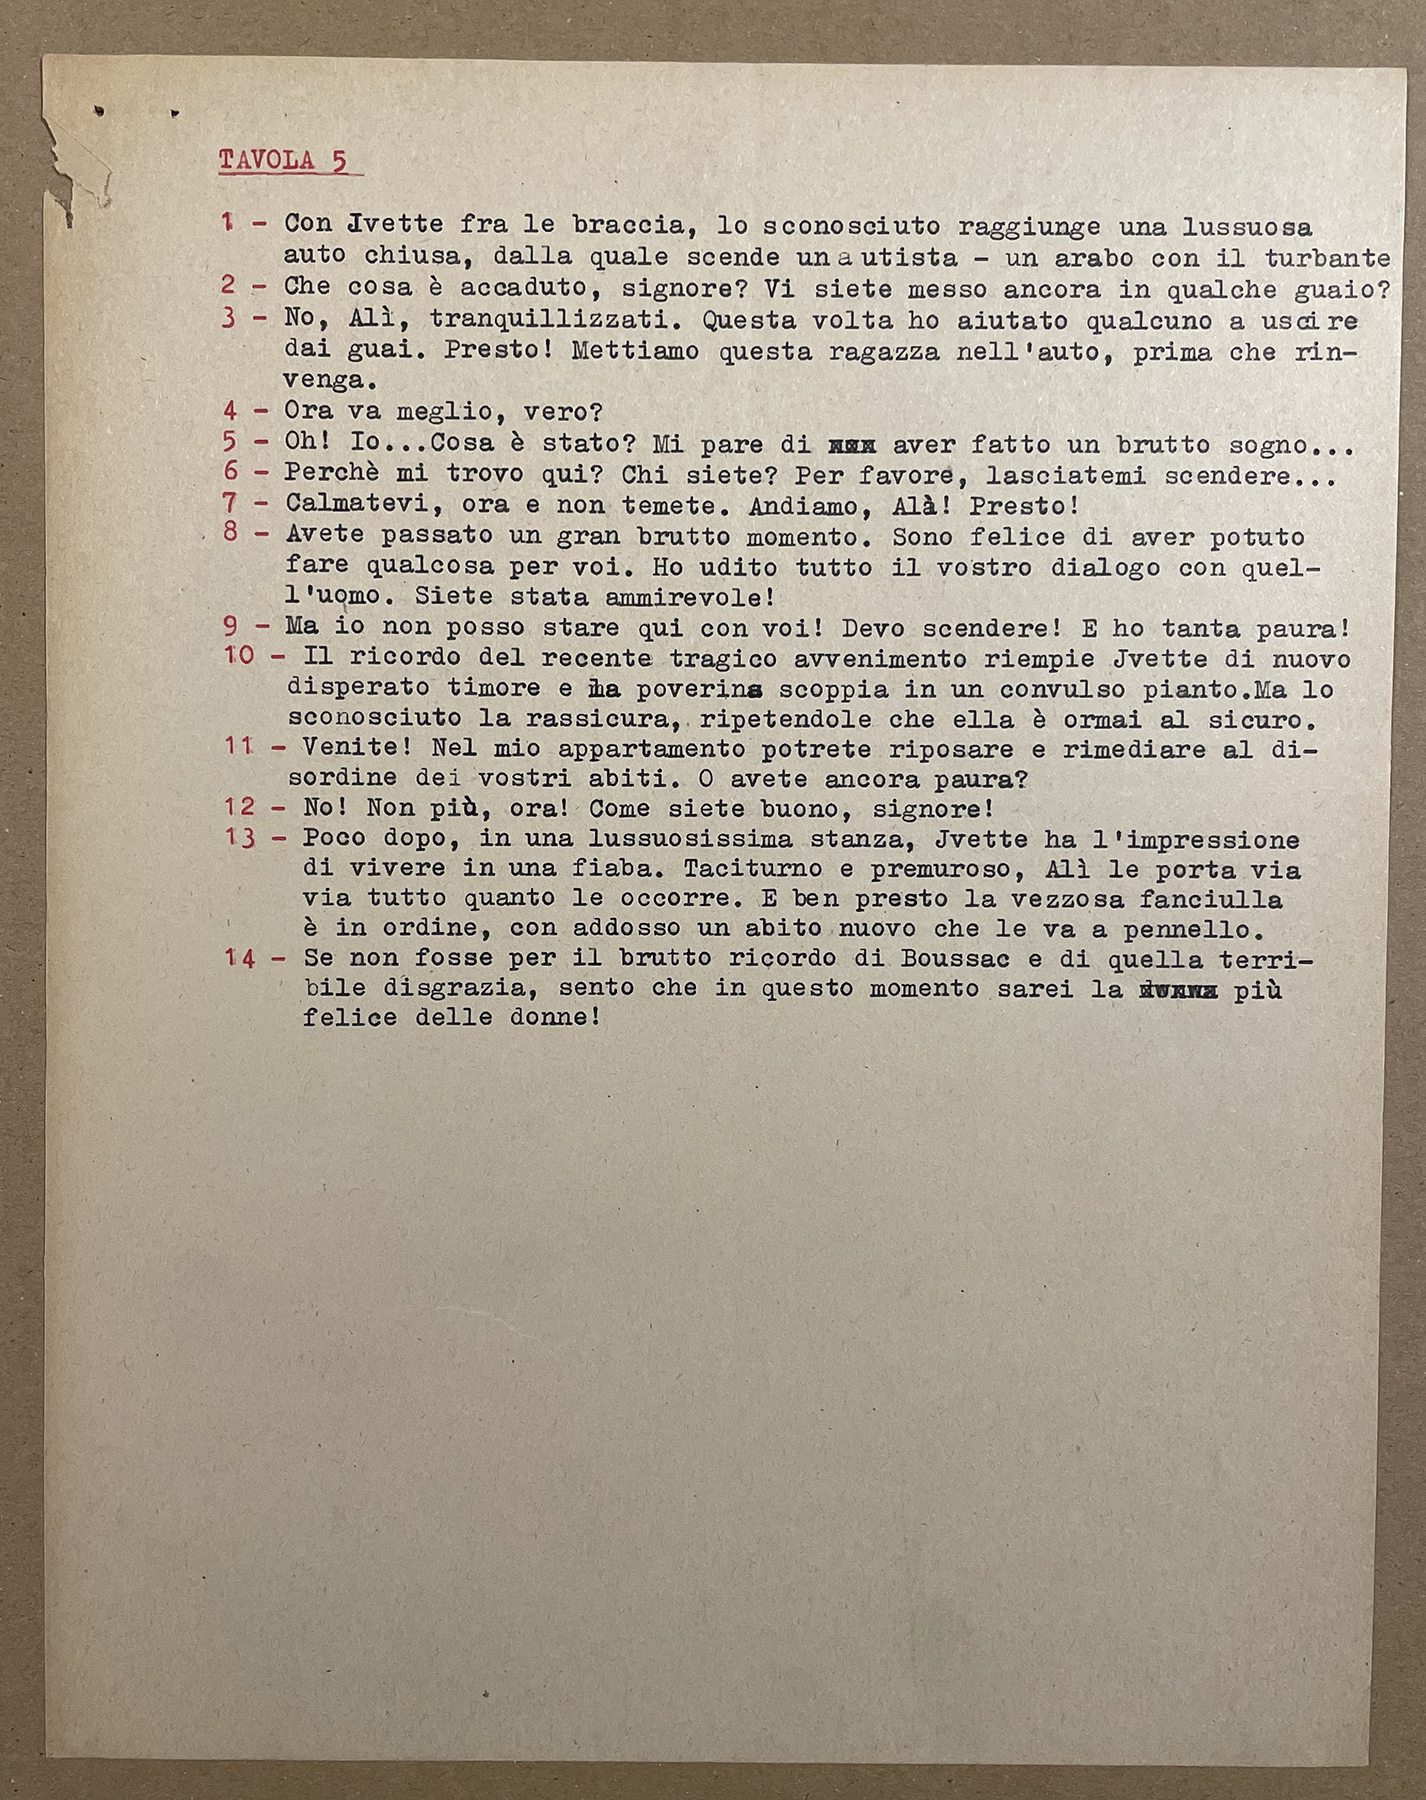 TAVOLA 5
1 - Con Jvette fra le braccia, lo sconosciuto raggiunge una lussuosa
auto chiusa, dalla quale scende un autista - un arabo con il turbante
2 - Che cosa è accaduto, signore? Vi siete messo ancora in qualche guaio?
3 - No, Alì, tranquillizzati. Questa volta ho aiutato qualcuno a uscire
dai guai. Presto! Mettiamo questa ragazza nell'auto, prima che rin-
venga.
4 - Ora va meglio, vero?
5 - Oh! Io...Cosa è stato? Mi pare di xxx aver fatto un brutto sogno...
6 - Perchè mi trovo qui? Chi siete? Per favore, lasciatemi scendere...
7 - Calmatevi, ora e non temete. Andiamo, Alà! Presto!
8 - Avete passato un gran brutto momento. Sono felice di aver potuto
fare qualcosa per voi. Ho udito tutto il vostro dialogo con quel-
l'uomo. Siete stata ammirevole!
9 - Ma io non posso stare qui con voi! Devo scendere! E ho tanta paura!
10 - Il ricordo del recente tragico avvenimento riempie Jvette di nuovo
disperato timore e la poverina scoppia in un convulso pianto.Ma lo
sconosciuto la rassicura, ripetendole che ella è ormai al sicuro.
11 - Venite! Nel mio appartamento potrete riposare e rimediare al di-
sordine dei vostri abiti. O avete ancora paura?
12 - No! Non più, ora! Come siete buono, signore!
13 - Poco dopo, in una lussuosissima stanza, Jvette ha l'impressione
di vivere in una fiaba. Taciturno e premuroso, Alì le porta via
via tutto quanto le occorre. E ben presto la vezzosa fanciulla
è in ordine, con addosso un abito nuovo che le va a pennello.
14 - Se non fosse per il brutto ricordo di Boussac e di quella terri-
bile disgrazia, sento che in questo momento sarei la più
felice delle donne!